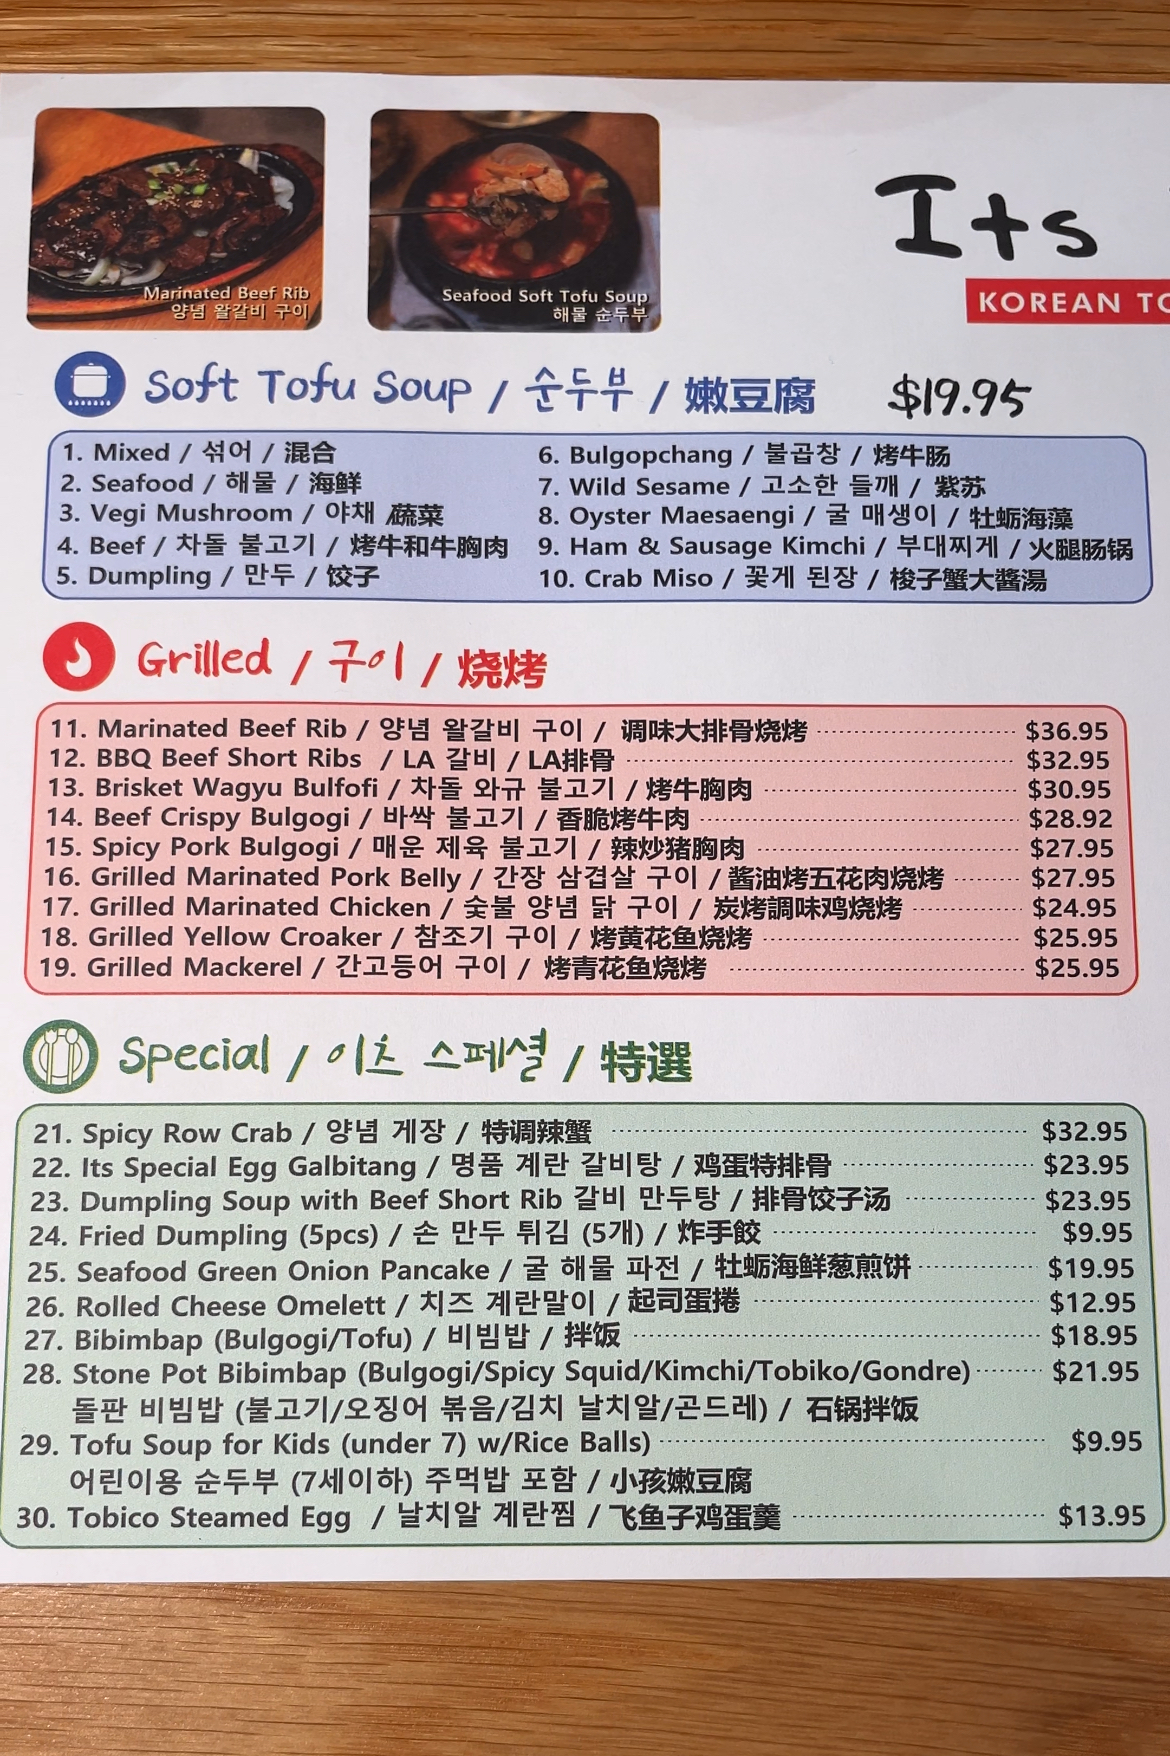 Marinated Beef Rib
양념 왕갈비 구이
Seafood Soft Tofu Soup
해물 순두부
Its
KOREAN TO
Soft Tofu Soup / 순두부 / 嫩豆腐 $19.95
1. Mixed / 섞어 / 混合
2. Seafood / 해물 / 海鲜
3. Vegi Mushroom / 야채 /蔬菜
4. Beef / 차돌 불고기 / 烤牛和牛胸肉
5. Dumpling / 만두 / 饺子
6. Bulgopchang / 불곱창 / 烤牛肠
7. Wild Sesame / 고소한 들깨 / 紫苏
8. Oyster Maesaengi / 굴 매생이 / 牡蛎海藻
9. Ham & Sausage Kimchi / 부대찌게 / 火腿肠锅
10. Crab Miso / 꽃게 된장 / 梭子蟹大醬湯
Grilled / 구이 / 烧烤
11. Marinated Beef Rib / 양념 왈갈비 구이 / 调味大排骨烧烤 $36.95
12. BBQ Beef Short Ribs / LA 갈비 / LA排骨 $32.95
13. Brisket Wagyu Bulfofi / 차돌 와규 불고기 / 烤牛胸肉 $30.95
14. Beef Crispy Bulgogi / 바싹 불고기 / 香脆烤牛肉 $28.92
15. Spicy Pork Bulgogi / 매운 제육 불고기 / 辣炒猪胸肉 $27.95
16. Grilled Marinated Pork Belly / 간장 삼겹살 구이 / 酱油烤五花肉烧烤 $27.95
17. Grilled Marinated Chicken / 숯불 양념 닭 구이 / 炭烤調味鸡烧烤 $24.95
18. Grilled Yellow Croaker / 참조기 구이 / 烤黄花鱼烧烤 $25.95
19. Grilled Mackerel / 간고등어 구이 / 烤青花鱼烧烤 $25.95
Special / 이츠 스페셜 / 特選
21. Spicy Row Crab / 양념 게장 / 特调辣蟹 $32.95
22. Its Special Egg Galbitang / 명품 계란 갈비탕 / 鸡蛋特排骨 $23.95
23. Dumpling Soup with Beef Short Rib 갈비 만두탕 / 排骨饺子汤 $23.95
24. Fried Dumpling (5pcs) / 손 만두 튀김 (5개) / 炸手餃 $9.95
25. Seafood Green Onion Pancake / 굴 해물 파전 / 牡蛎海鲜葱煎饼 $19.95
26. Rolled Cheese Omelett / 치즈 계란말이 / 起司蛋捲 $12.95
27. Bibimbap (Bulgogi/Tofu) / 비빔밥 / 拌饭 $18.95
28. Stone Pot Bibimbap (Bulgogi/Spicy Squid/Kimchi/Tobiko/Gondre) $21.95
돌판 비빔밥 (불고기/오징어 볶음/김치 날치알/곤드레) / 石锅拌饭
29. Tofu Soup for Kids (under 7) w/Rice Balls) $9.95
어린이용 순두부 (7세이하) 주먹밥 포함 / 小孩嫩豆腐
30. Tobico Steamed Egg / 날치알 계란찜 / 飞鱼子鸡蛋羹 $13.95